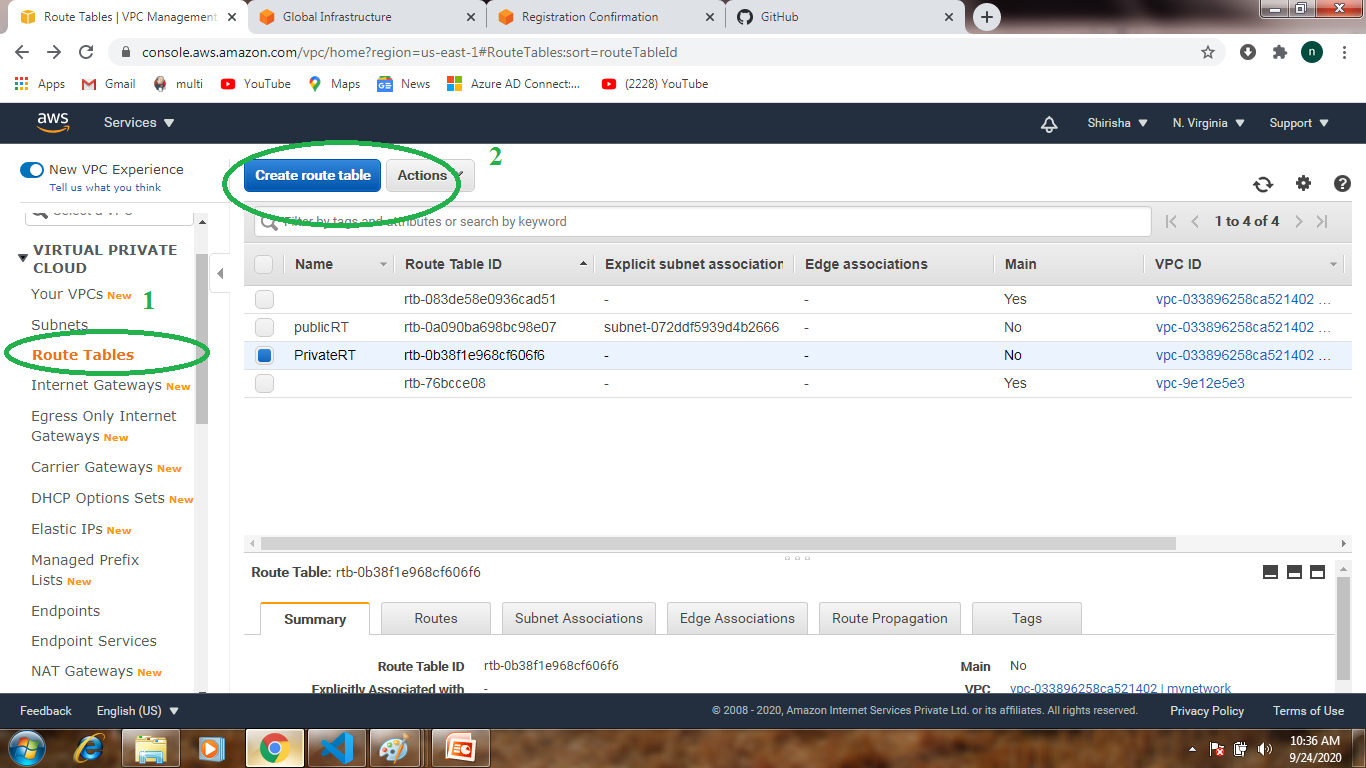 Route Tables | VPC Management
Global Infrastructure
Registration Confirmation
GitHub
console.aws.amazon.com/vpc/home?region=us-east-1#RouteTables:sort=routeTableId
n
Apps
Gmail
multi
YouTube
Maps
News
Azure AD Connect:...
(2228) YouTube
aws
Services
Shirisha
N. Virginia
Support
New VPC Experience
Tell us what you think
Select a VPC
VIRTUAL PRIVATE
CLOUD
Your VPCs New
1
Subnets
Route Tables
Internet Gateways New
Egress Only Internet
Gateways New
Carrier Gateways New
DHCP Options Sets New
Elastic IPs New
Managed Prefix
Lists New
Endpoints
Endpoint Services
NAT Gateways New
Create route table Actions
2
Filter by tags and attributes or search by keyword
1 to 4 of 4
Name Route Table ID Explicit subnet association Edge associations Main VPC ID
rtb-083de58e0936cad51 - - Yes vpc-033896258ca521402 ...
publicRT rtb-0a090ba698bc98e07 subnet-072ddf5939d4b2666 - No vpc-033896258ca521402 ...
PrivateRT rtb-0b38f1e968cf606f6 - - No vpc-033896258ca521402 ...
rtb-76bcce08 - - Yes vpc-9e12e5e3
Route Table: rtb-0b38f1e968cf606f6
Summary Routes Subnet Associations Edge Associations Route Propagation Tags
Route Table ID rtb-0b38f1e968cf606f6 Main No
Explicitly Associated with - VPC vpc-033896258ca521402 | mynetwork
Feedback English (US) © 2008 - 2020, Amazon Internet Services Private Ltd. or its affiliates. All rights reserved. Privacy Policy Terms of Use
10:36 AM
9/24/2020